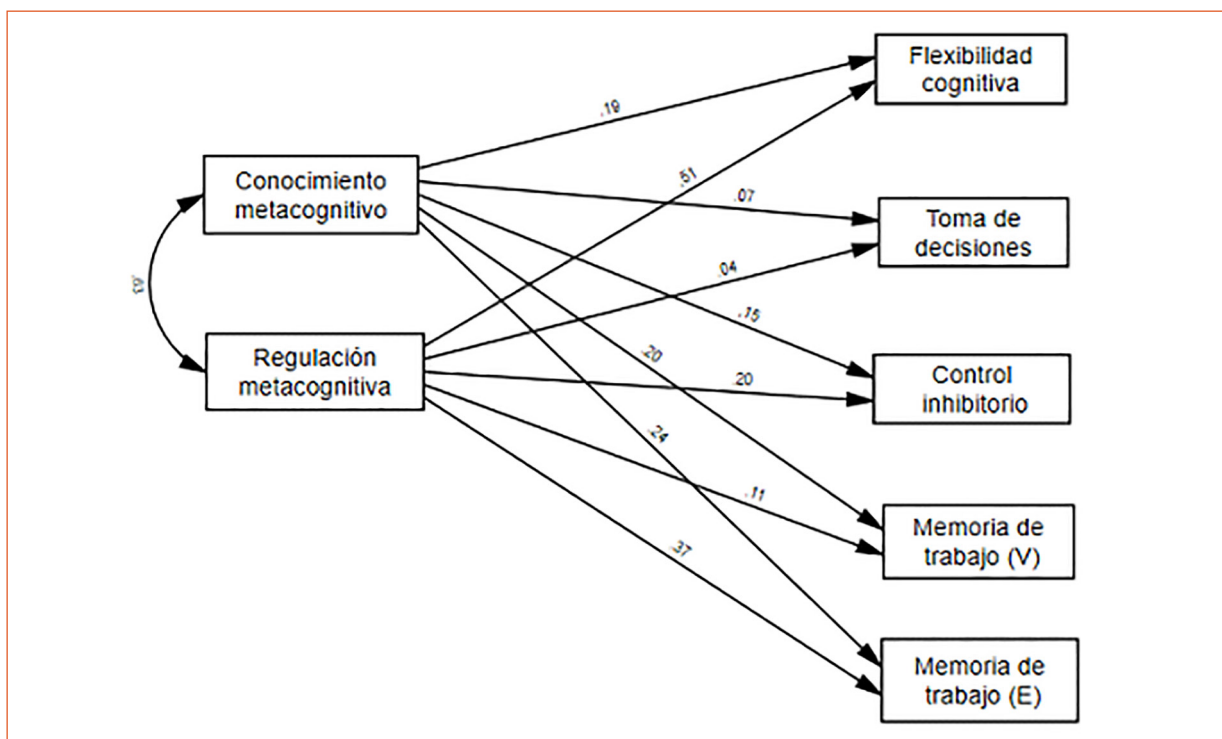 Flexibilidad
cognitiva
.19
Conocimiento
metacognitivo
.51
.07
Toma de
decisiones
.04
.63
.15
Regulación
metacognitiva
.20
.20
Control
inhibitorio
.24
.11
Memoria de
trabajo (V)
.37
Memoria de
trabajo (E)